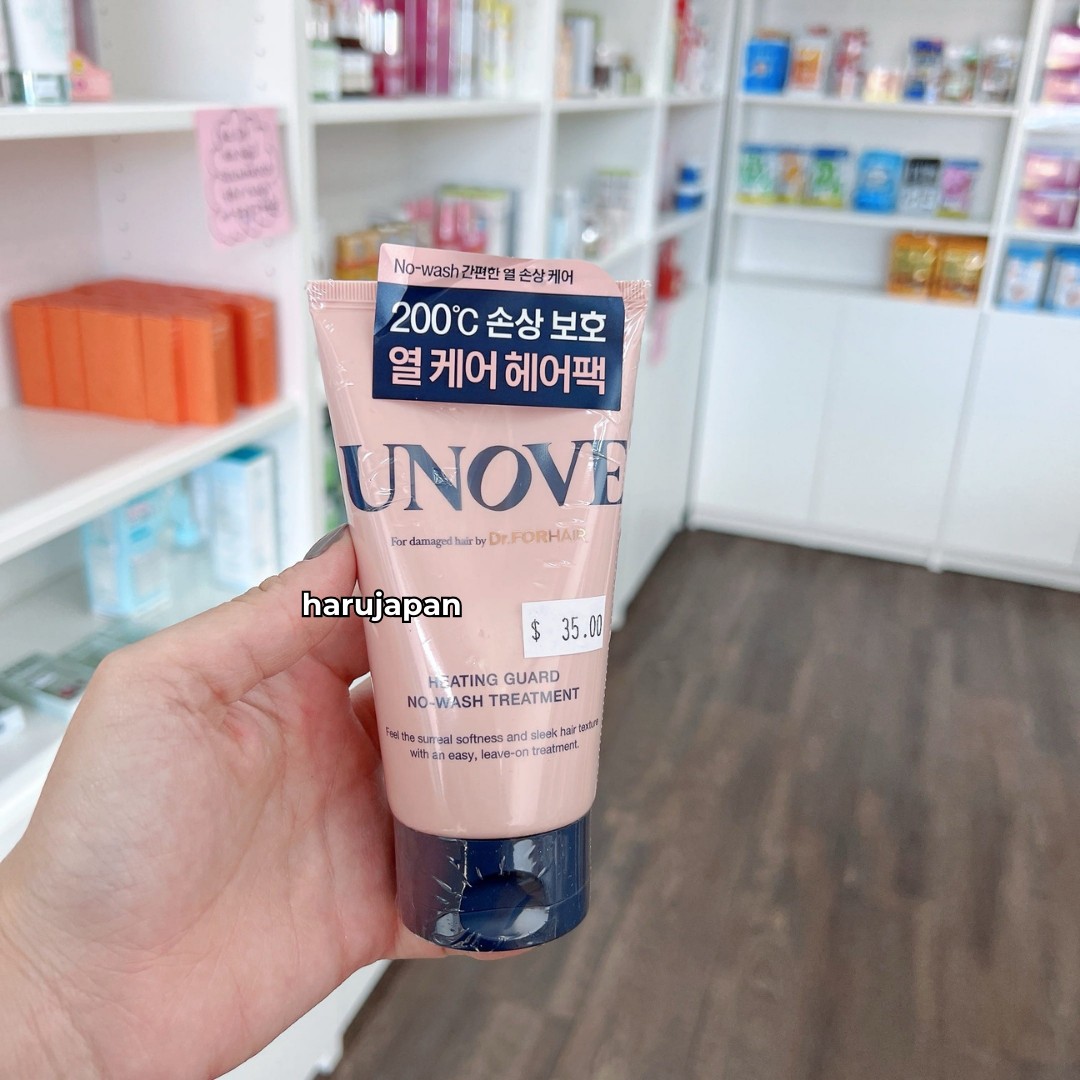 No-wash 간편한 열 손상 케어
200℃ 손상 보호
열 케어 헤어팩
UNOVE
For damaged hair by Dr.FORHAIR
harujapan
$ 35.00
HEATING GUARD
NO-WASH TREATMENT
Feel the surreal softness and sleek hair texture
with an easy, leave-on treatment.